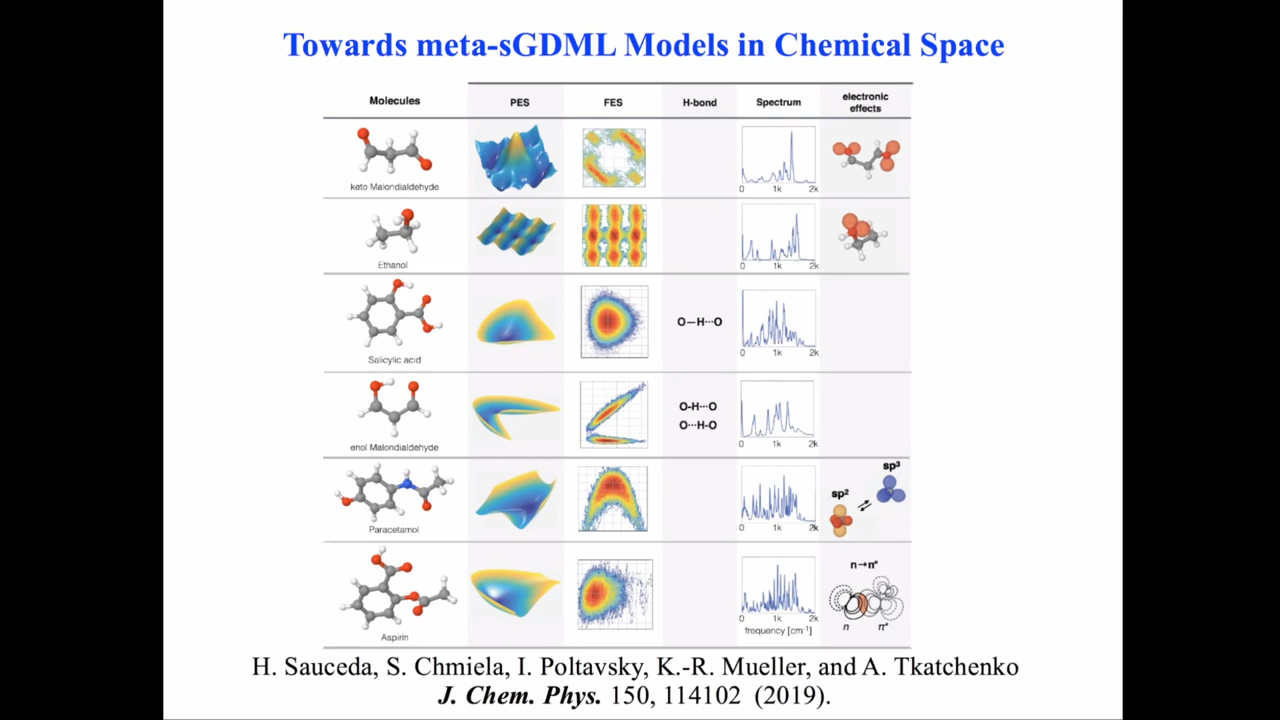 Towards meta-sGDML Models in Chemical Space
Molecules PES FES H-bond Spectrum electronic effects
keto Malondialdehyde
0 1k 2k
Ethanol
0 1k 2k
O—H···O
Salicylic acid
0 1k 2k
O-H···O
O···H-O
enol Malondialdehyde
0 1k 2k
sp³
sp²
Paracetamol
0 1k 2k
n→π*
Aspirin
0 1k 2k
frequency [cm⁻¹]
n π*
H. Sauceda, S. Chmiela, I. Poltavsky, K.-R. Mueller, and A. Tkatchenko
J. Chem. Phys. 150, 114102 (2019).